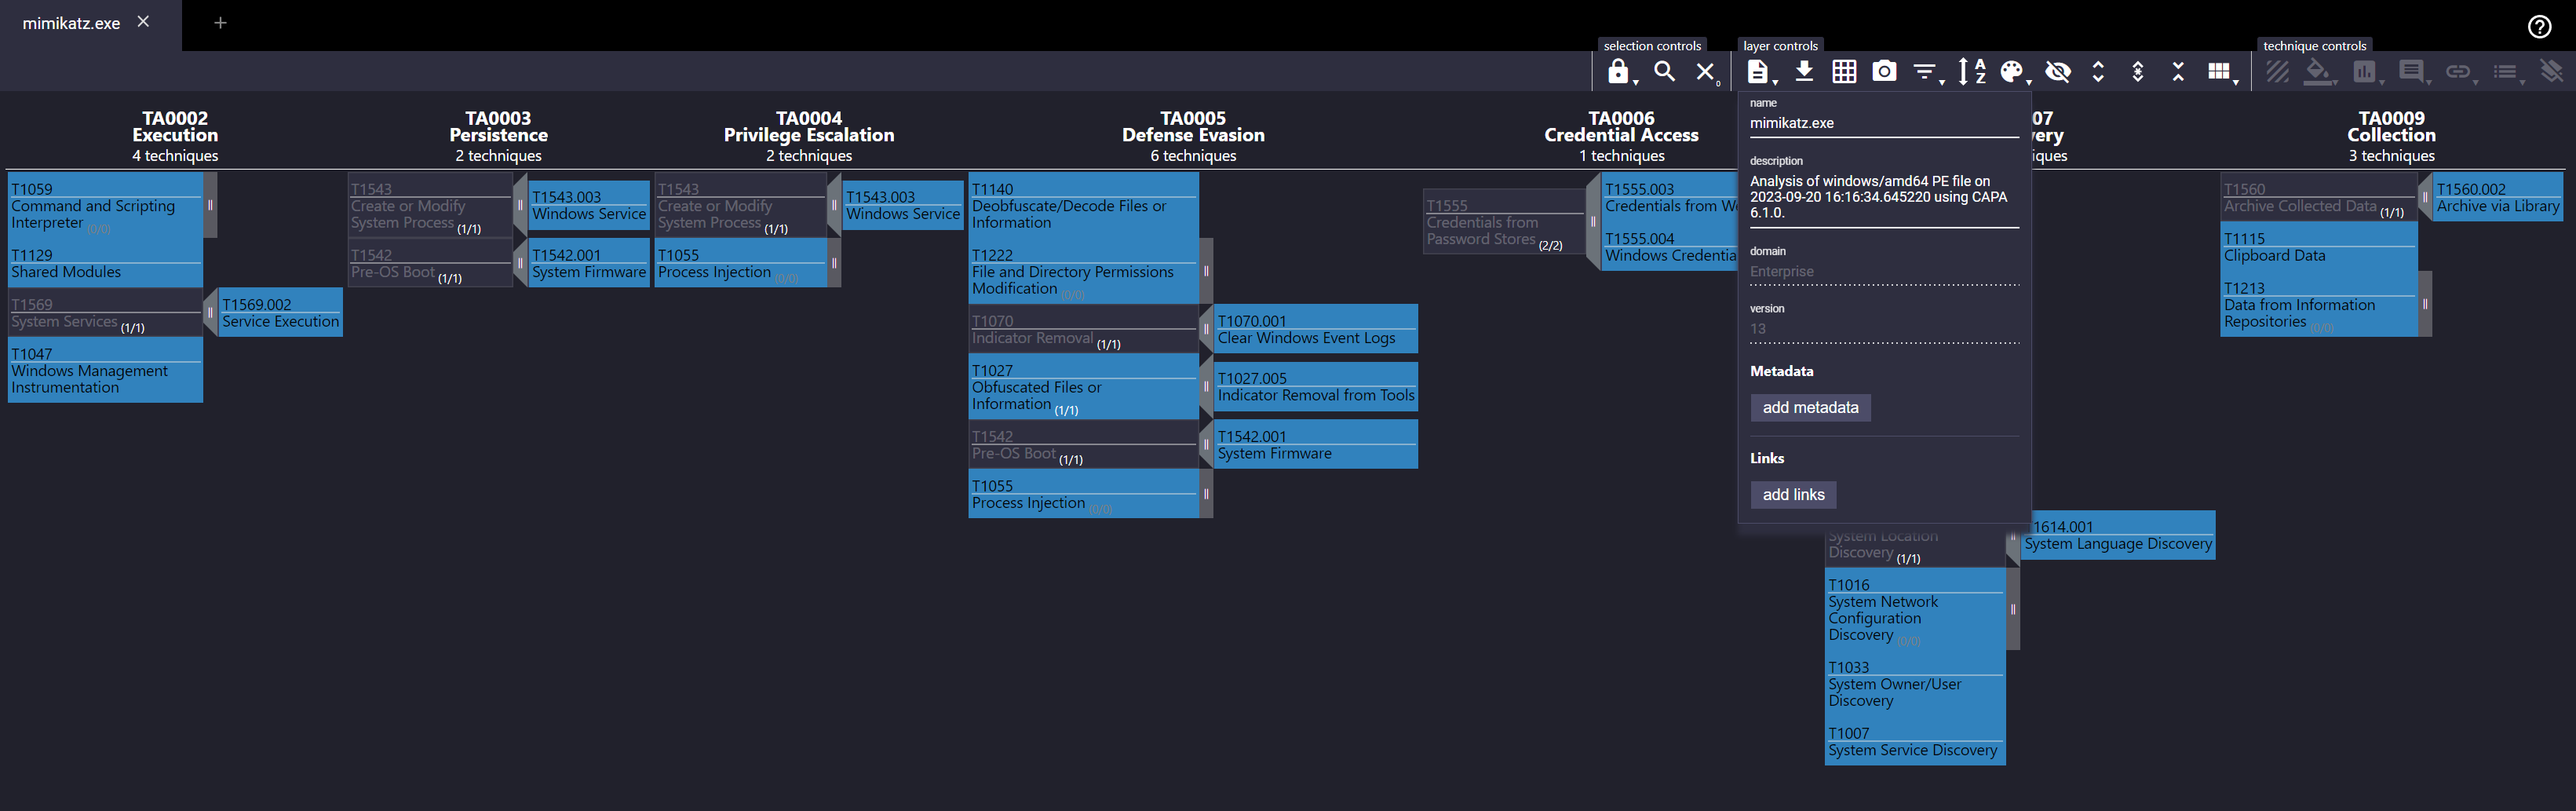 mimikatz.exe
selection controls
layer controls
technique controls
0
A
Z
TA0002
Execution
4 techniques
T1059
Command and Scripting
Interpreter (0/0)
T1129
Shared Modules
T1569
System Services (1/1)
T1569.002
Service Execution
T1047
Windows Management
Instrumentation
TA0003
Persistence
2 techniques
T1543
Create or Modify
System Process (1/1)
T1543.003
Windows Service
T1542
Pre-OS Boot (1/1)
T1542.001
System Firmware
TA0004
Privilege Escalation
2 techniques
T1543
Create or Modify
System Process (1/1)
T1543.003
Windows Service
T1055
Process Injection (0/0)
TA0005
Defense Evasion
6 techniques
T1140
Deobfuscate/Decode Files or
Information
T1222
File and Directory Permissions
Modification (0/0)
T1070
Indicator Removal (1/1)
T1070.001
Clear Windows Event Logs
T1027
Obfuscated Files or
Information (1/1)
T1027.005
Indicator Removal from Tools
T1542
Pre-OS Boot (1/1)
T1542.001
System Firmware
T1055
Process Injection (0/0)
TA0006
Credential Access
1 techniques
T1555
Credentials from
Password Stores (2/2)
T1555.003
Credentials from W
T1555.004
Windows Credentia
name
mimikatz.exe
description
Analysis of windows/amd64 PE file on
2023-09-20 16:16:34.645220 using CAPA
6.1.0.
domain
Enterprise
version
13
Metadata
add metadata
Links
add links
07
ery
iques
System Location
Discovery (1/1)
1614.001
System Language Discovery
T1016
System Network
Configuration
Discovery (0/0)
T1033
System Owner/User
Discovery
T1007
System Service Discovery
TA0009
Collection
3 techniques
T1560
Archive Collected Data (1/1)
T1560.002
Archive via Library
T1115
Clipboard Data
T1213
Data from Information
Repositories (0/0)